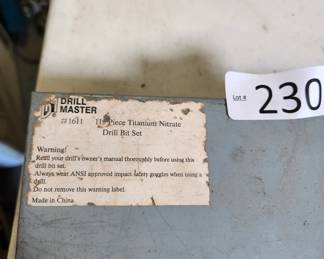 DRILL
MASTER
Lot #
230
#1611 Piece Titanium Nitrate
Drill Bit Set
Warning!
Read your drill's owner's manual thoroughly before using this
drill bit set.
Always wear ANSI approved impact safety goggles when using a
drill.
Do not remove this warning label.
Made in China